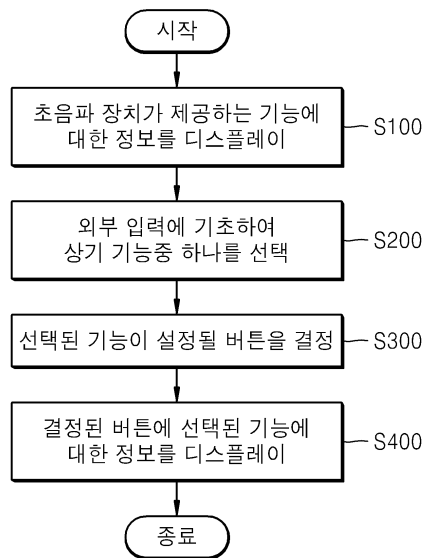 시작
초음파 장치가 제공하는 기능에
대한 정보를 디스플레이
S100
외부 입력에 기초하여
상기 기능중 하나를 선택
S200
선택된 기능이 설정될 버튼을 결정
S300
결정된 버튼에 선택된 기능에
대한 정보를 디스플레이
S400
종료